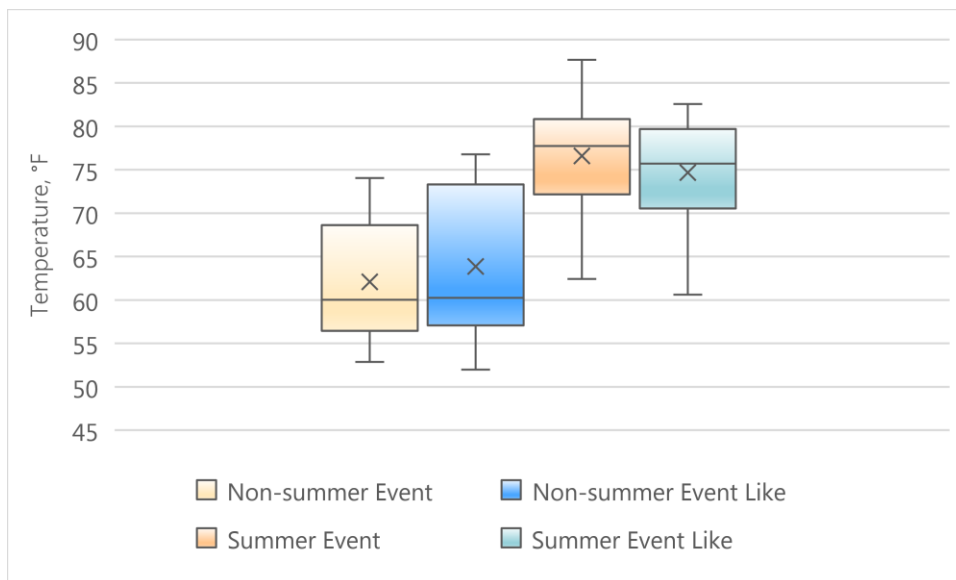 90
85
80
75
70
65
60
55
50
45
Temperature, °F
Non-summer Event
Non-summer Event Like
Summer Event
Summer Event Like